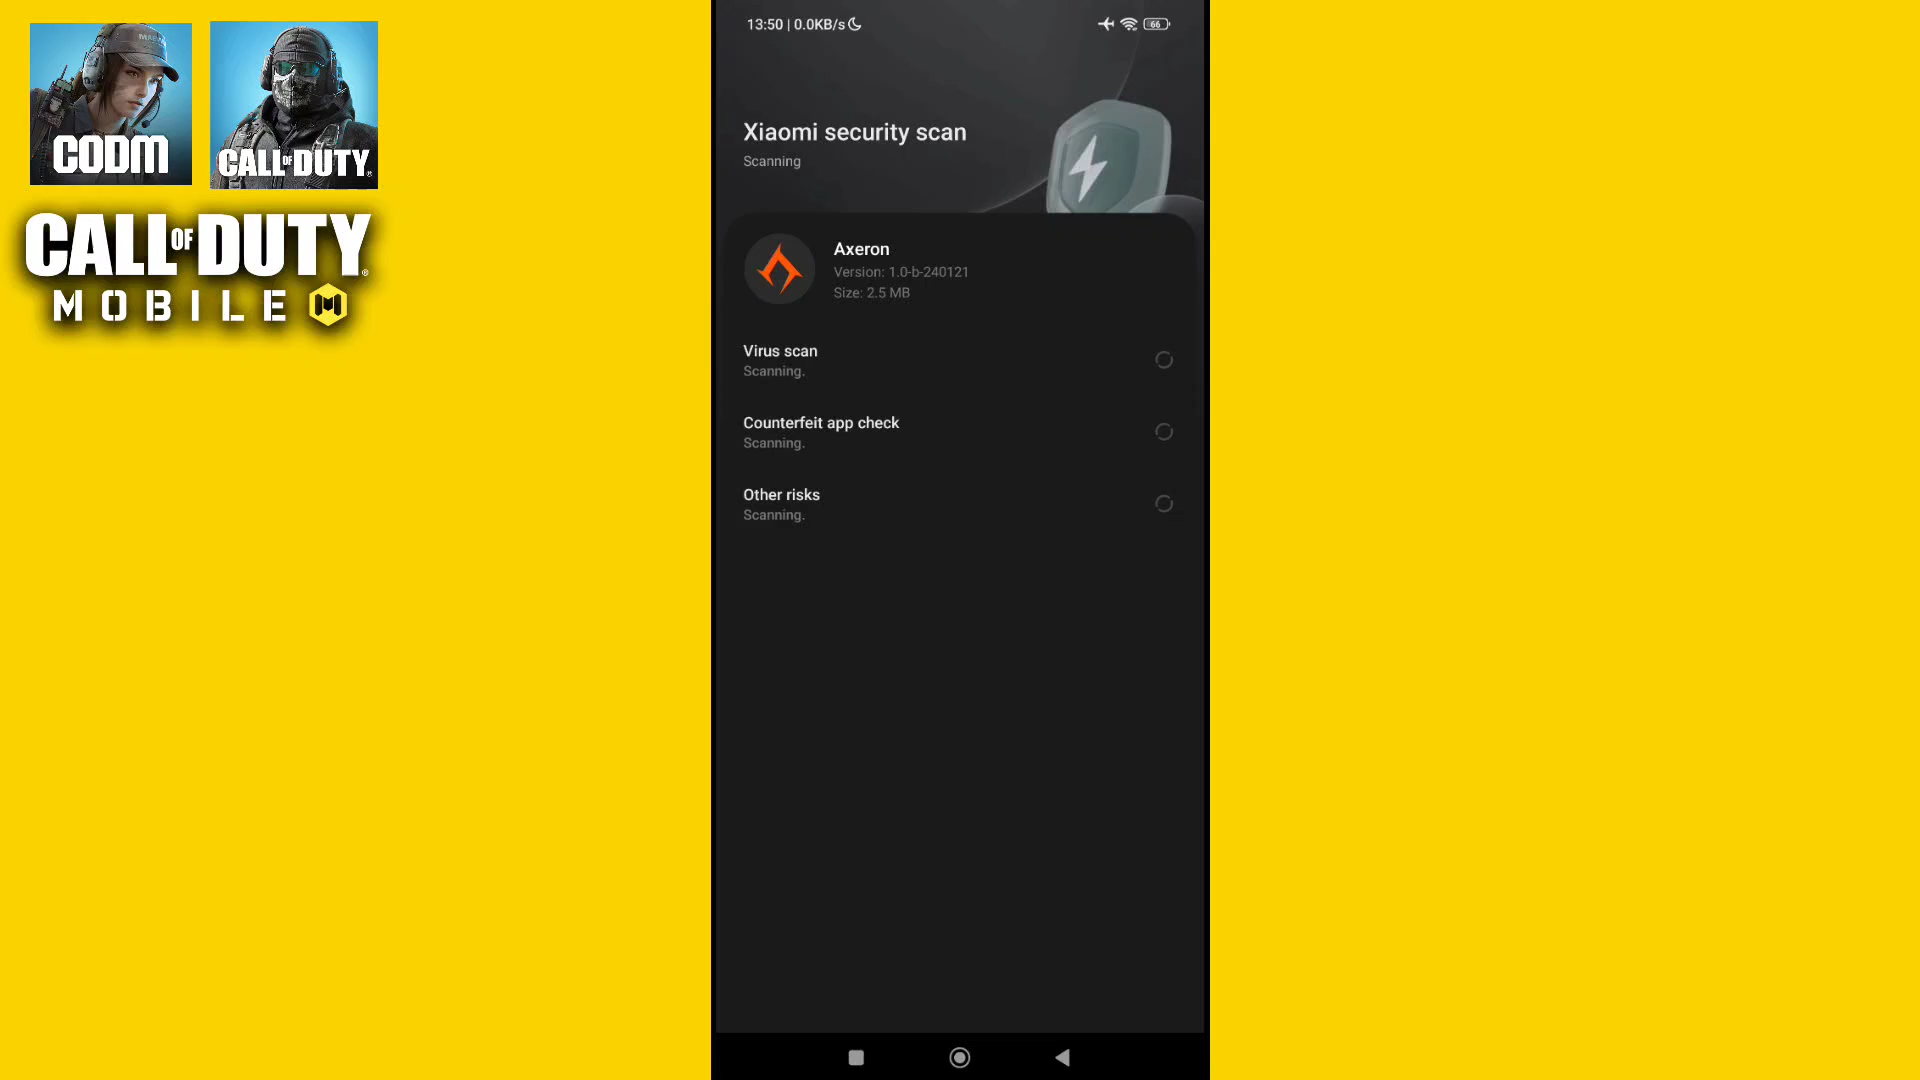 CODM
CALL OF DUTY
CALL OF DUTY
MOBILE
13:50 | 0.0KB/s
66
Xiaomi security scan
Scanning
Axeron
Version: 1.0-b-240121
Size: 2.5 MB
Virus scan
Scanning.
Counterfeit app check
Scanning.
Other risks
Scanning.